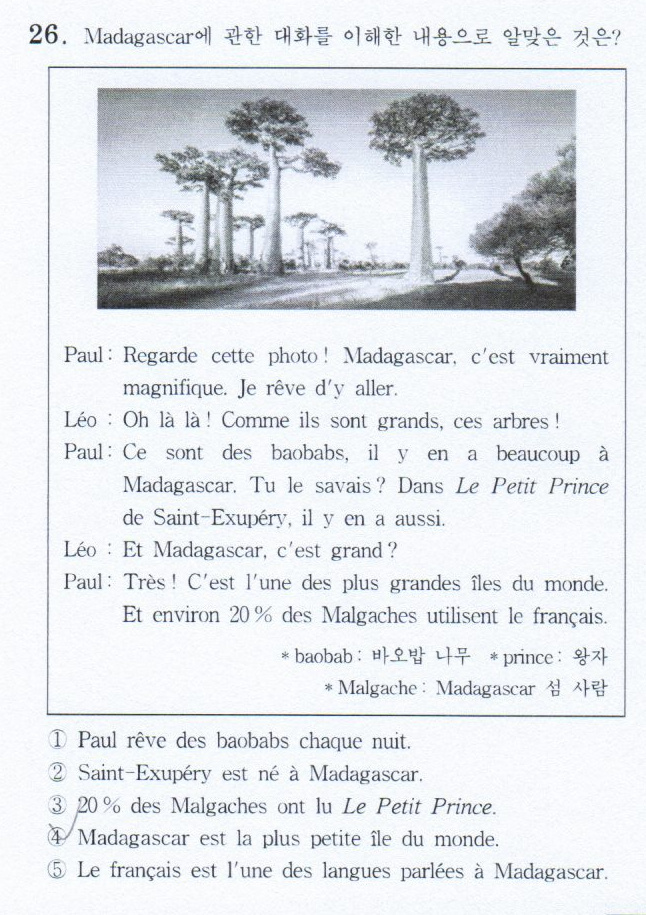 26. Madagascar에 관한 대화를 이해한 내용으로 알맞은 것은?
Paul : Regarde cette photo ! Madagascar, c'est vraiment
magnifique. Je rêve d'y aller.
Léo : Oh là là ! Comme ils sont grands, ces arbres !
Paul : Ce sont des baobabs, il y en a beaucoup à
Madagascar. Tu le savais ? Dans Le Petit Prince
de Saint-Exupéry, il y en a aussi.
Léo : Et Madagascar, c'est grand ?
Paul : Très ! C'est l'une des plus grandes îles du monde.
Et environ 20 % des Malgaches utilisent le français.
* baobab : 바오밥 나무 * prince : 왕자
* Malgache : Madagascar 섬 사람
① Paul rêve des baobabs chaque nuit.
② Saint-Exupéry est né à Madagascar.
③ 20 % des Malgaches ont lu Le Petit Prince.
④ Madagascar est la plus petite île du monde.
⑤ Le français est l'une des langues parlées à Madagascar.